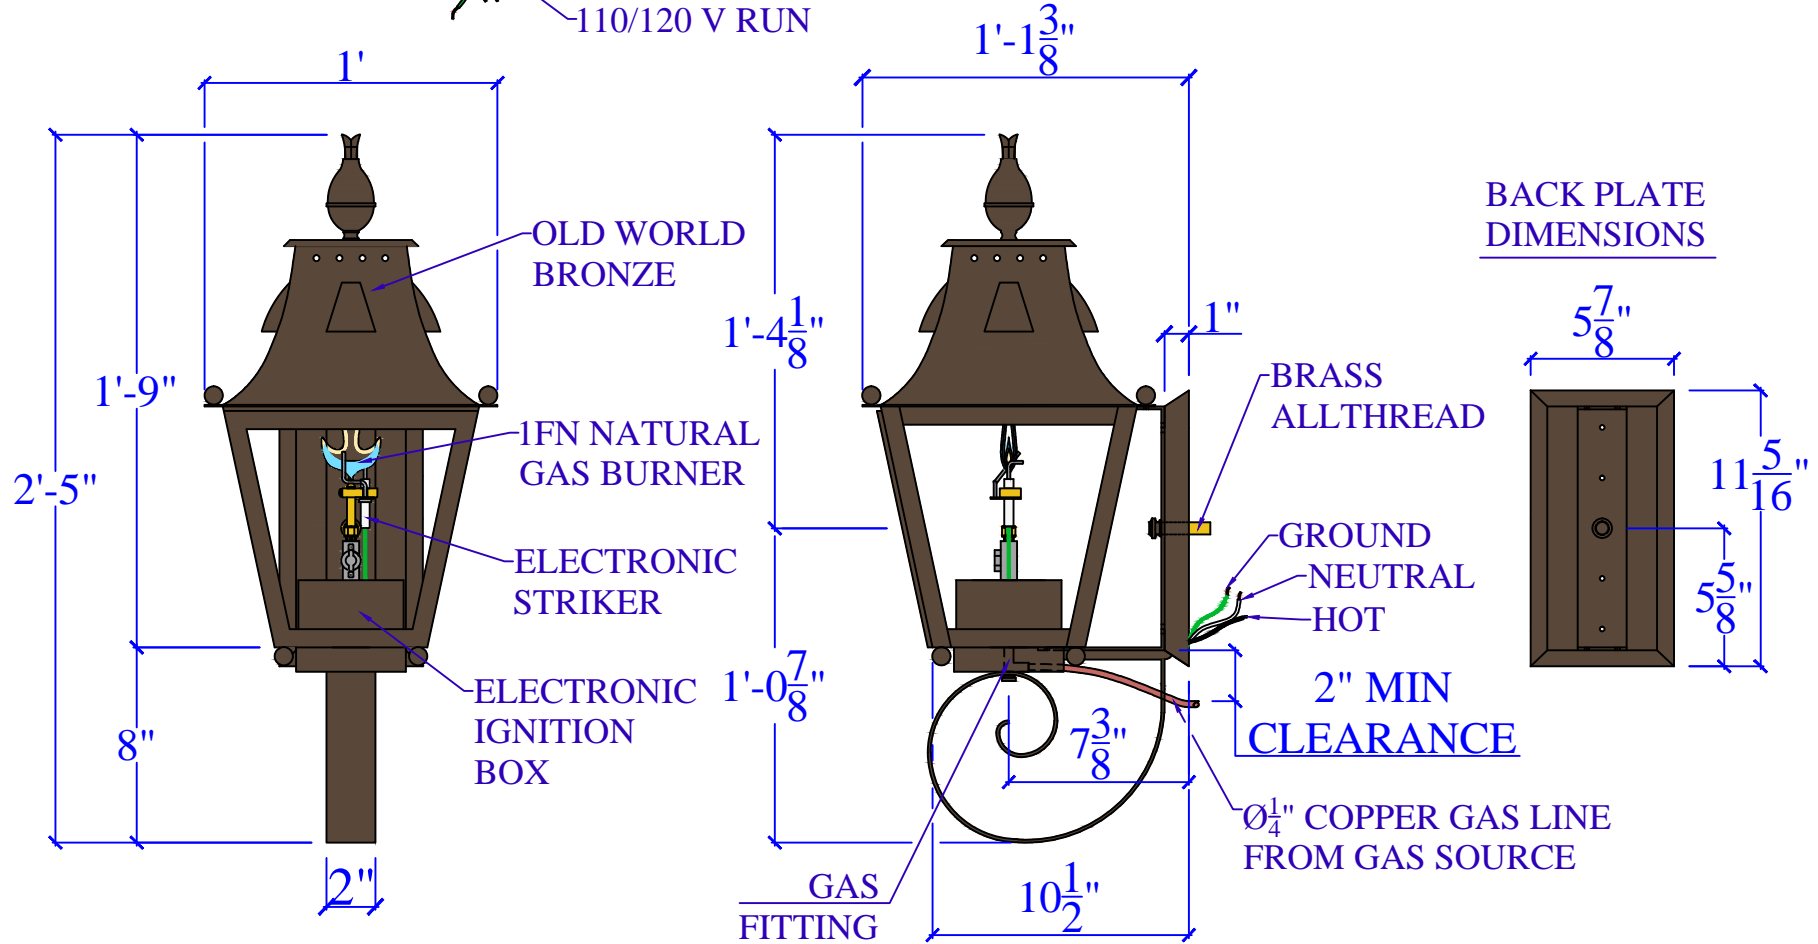 110/120 V RUN
1'
1'-1 3/8"
OLD WORLD
BRONZE
BACK PLATE
DIMENSIONS
5 7/8"
1'-4 1/8"
1"
1'-9"
BRASS
ALLTHREAD
1FN NATURAL
GAS BURNER
2'-5"
11 5/16"
ELECTRONIC
STRIKER
GROUND
NEUTRAL
HOT
5 5/8"
ELECTRONIC
IGNITION
BOX
1'-0 7/8"
8"
7 3/8"
2" MIN
CLEARANCE
Ø1/4" COPPER GAS LINE
FROM GAS SOURCE
2"
GAS
FITTING
10 1/2"